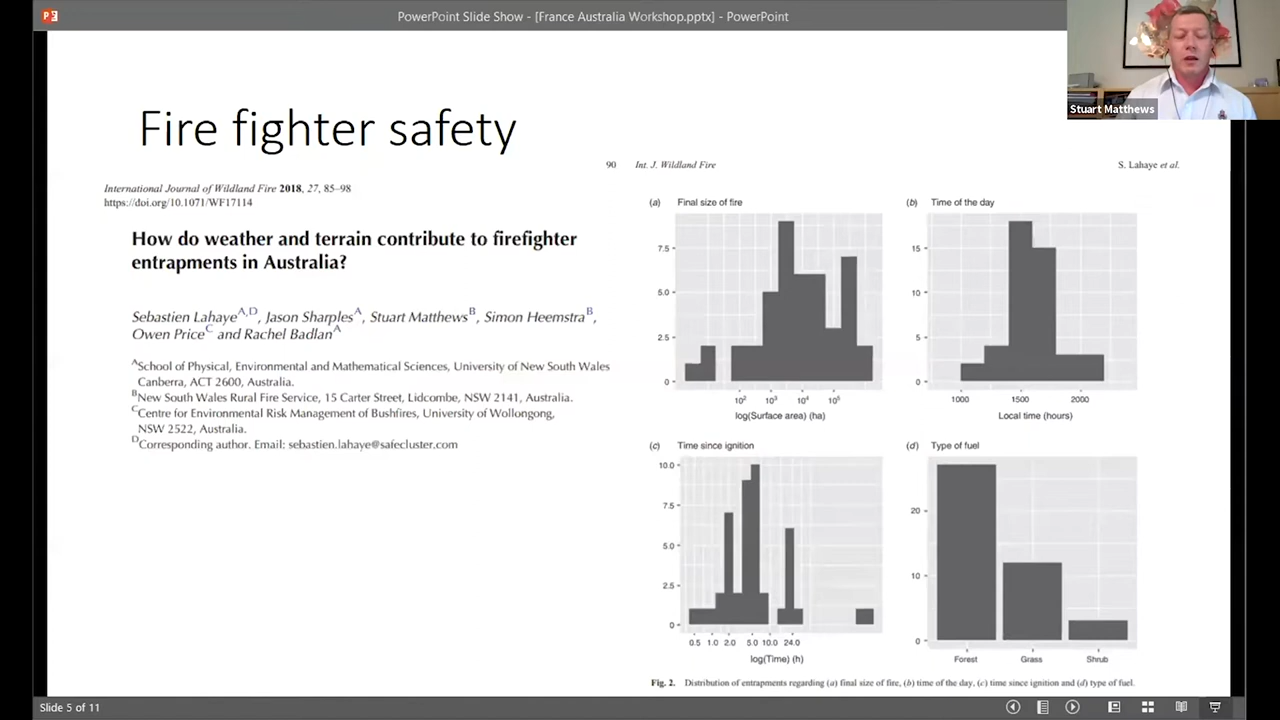 PowerPoint Slide Show - [France Australia Workshop.pptx] - PowerPoint
Stuart Matthews
Fire fighter safety
International Journal of Wildland Fire 2018, 27, 85–98
https://doi.org/10.1071/WF17114
How do weather and terrain contribute to firefighter
entrapments in Australia?
Sebastien LahayeA,D, Jason SharplesA, Stuart MatthewsB, Simon HeemstraB,
Owen PriceC and Rachel BadlanA
ASchool of Physical, Environmental and Mathematical Sciences, University of New South Wales
Canberra, ACT 2600, Australia.
BNew South Wales Rural Fire Service, 15 Carter Street, Lidcombe, NSW 2141, Australia.
CCentre for Environmental Risk Management of Bushfires, University of Wollongong,
NSW 2522, Australia.
DCorresponding author. Email: sebastien.lahaye@safecluster.com
90 Int. J. Wildland Fire S. Lahaye et al.
(a) Final size of fire
7.5
5.0
2.5
0
10² 10³ 10⁴ 10⁵
log(Surface area) (ha)
(b) Time of the day
15
10
5
0
1000 1500 2000
Local time (hours)
(c) Time since ignition
10.0
7.5
5.0
2.5
0
0.5 1.0 2.0 5.0 10.0 24.0
log(Time) (h)
(d) Type of fuel
20
10
0
Forest Grass Shrub
Fig. 2. Distribution of entrapments regarding (a) final size of fire, (b) time of the day, (c) time since ignition and (d) type of fuel.
Slide 5 of 11